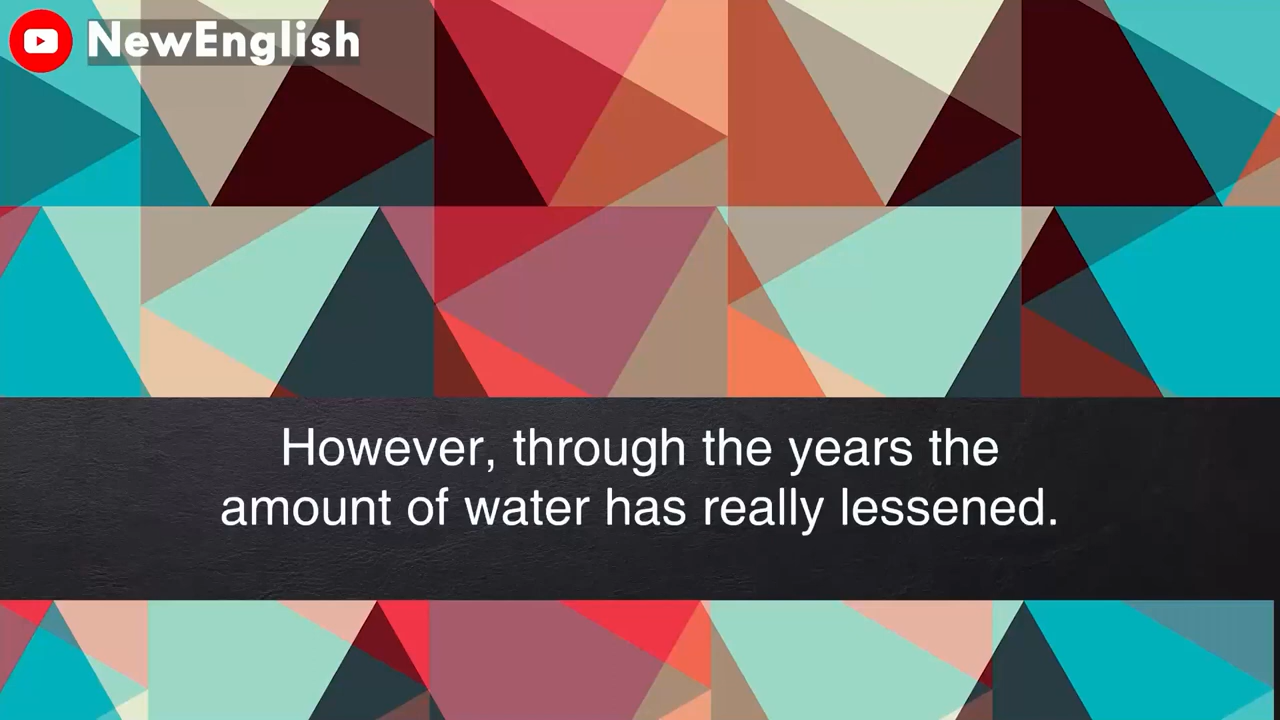 NewEnglish
However, through the years the
amount of water has really lessened.